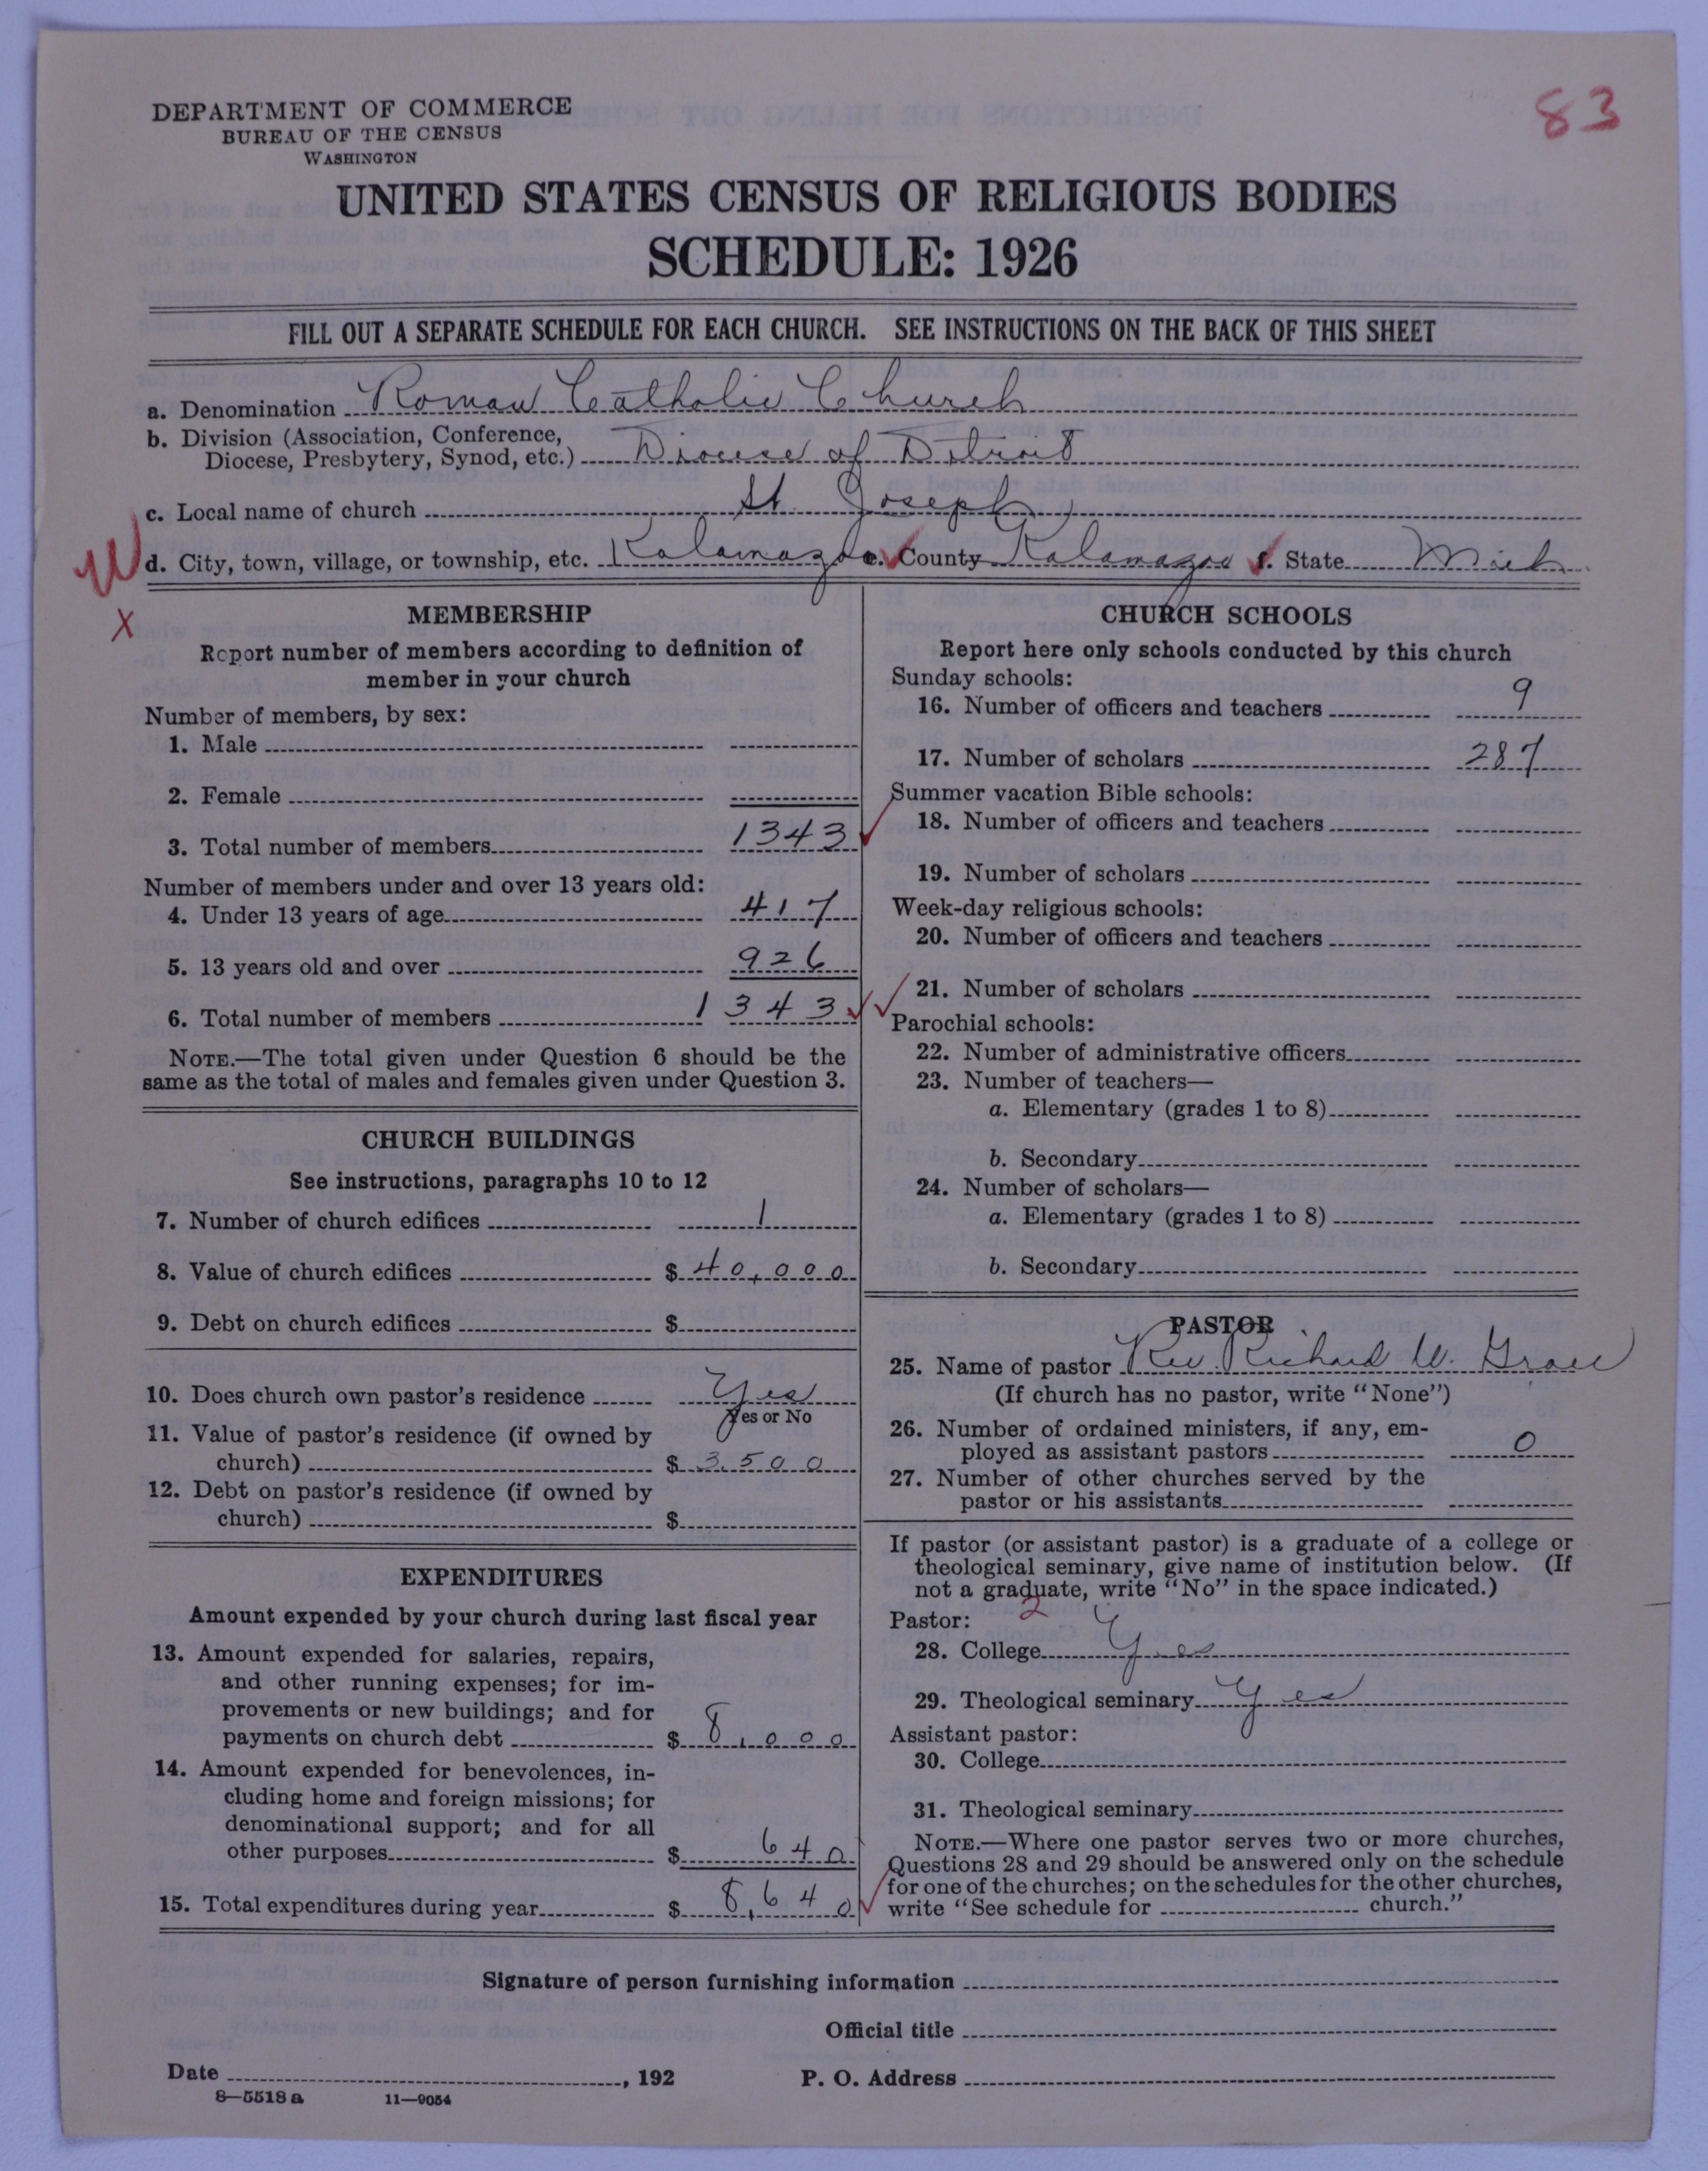 83
DEPARTMENT OF COMMERCE
BUREAU OF THE CENSUS
WASHINGTON
UNITED STATES CENSUS OF RELIGIOUS BODIES
SCHEDULE: 1926
FILL OUT A SEPARATE SCHEDULE FOR EACH CHURCH. SEE INSTRUCTIONS ON THE BACK OF THIS SHEET
a. Denomination Roman Catholic Church
b. Division (Association, Conference,
Diocese, Presbytery, Synod, etc.) Diocese of Detroit
c. Local name of church St. Joseph
W d. City, town, village, or township, etc. Kalamazoo e. County Kalamazoo f. State Mich.
X
MEMBERSHIP
Report number of members according to definition of
member in your church
Number of members, by sex:
1. Male
2. Female
3. Total number of members 1343
Number of members under and over 13 years old:
4. Under 13 years of age 417
5. 13 years old and over 926
6. Total number of members 1343
NOTE.—The total given under Question 6 should be the
same as the total of males and females given under Question 3.
CHURCH BUILDINGS
See instructions, paragraphs 10 to 12
7. Number of church edifices 1
8. Value of church edifices $ 40,000
9. Debt on church edifices $
10. Does church own pastor's residence Yes
Yes or No
11. Value of pastor's residence (if owned by
church) $ 3500
12. Debt on pastor's residence (if owned by
church) $
EXPENDITURES
Amount expended by your church during last fiscal year
13. Amount expended for salaries, repairs,
and other running expenses; for im-
provements or new buildings; and for
payments on church debt $ 8,000
14. Amount expended for benevolences, in-
cluding home and foreign missions; for
denominational support; and for all
other purposes $ 640
15. Total expenditures during year $ 8,640
CHURCH SCHOOLS
Report here only schools conducted by this church
Sunday schools:
16. Number of officers and teachers 9
17. Number of scholars 287
Summer vacation Bible schools:
18. Number of officers and teachers
19. Number of scholars
Week-day religious schools:
20. Number of officers and teachers
21. Number of scholars
Parochial schools:
22. Number of administrative officers
23. Number of teachers—
a. Elementary (grades 1 to 8)
b. Secondary
24. Number of scholars—
a. Elementary (grades 1 to 8)
b. Secondary
PASTOR
25. Name of pastor Rev. Richard W. Grace
(If church has no pastor, write "None")
26. Number of ordained ministers, if any, em-
ployed as assistant pastors 0
27. Number of other churches served by the
pastor or his assistants
If pastor (or assistant pastor) is a graduate of a college or
theological seminary, give name of institution below. (If
not a graduate, write "No" in the space indicated.)
Pastor: 2
28. College Yes
29. Theological seminary Yes
Assistant pastor:
30. College
31. Theological seminary
NOTE.—Where one pastor serves two or more churches,
Questions 28 and 29 should be answered only on the schedule
for one of the churches; on the schedules for the other churches,
write "See schedule for church."
Signature of person furnishing information
Official title
Date , 192 P. O. Address
8—5518 a 11—9054